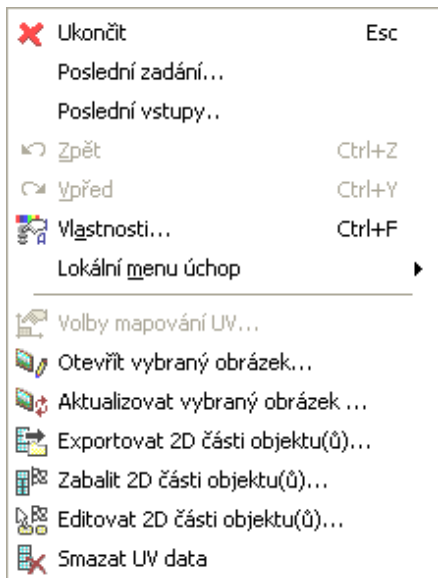 Ukončit Esc
Poslední zadání...
Poslední vstupy..
Zpět Ctrl+Z
Vpřed Ctrl+Y
Vlastnosti... Ctrl+F
Lokální menu úchop
Volby mapování UV...
Otevřít vybraný obrázek...
Aktualizovat vybraný obrázek ...
Exportovat 2D části objektu(ů)...
Zabalit 2D části objektu(ů)...
Editovat 2D části objektu(ů)...
Smazat UV data